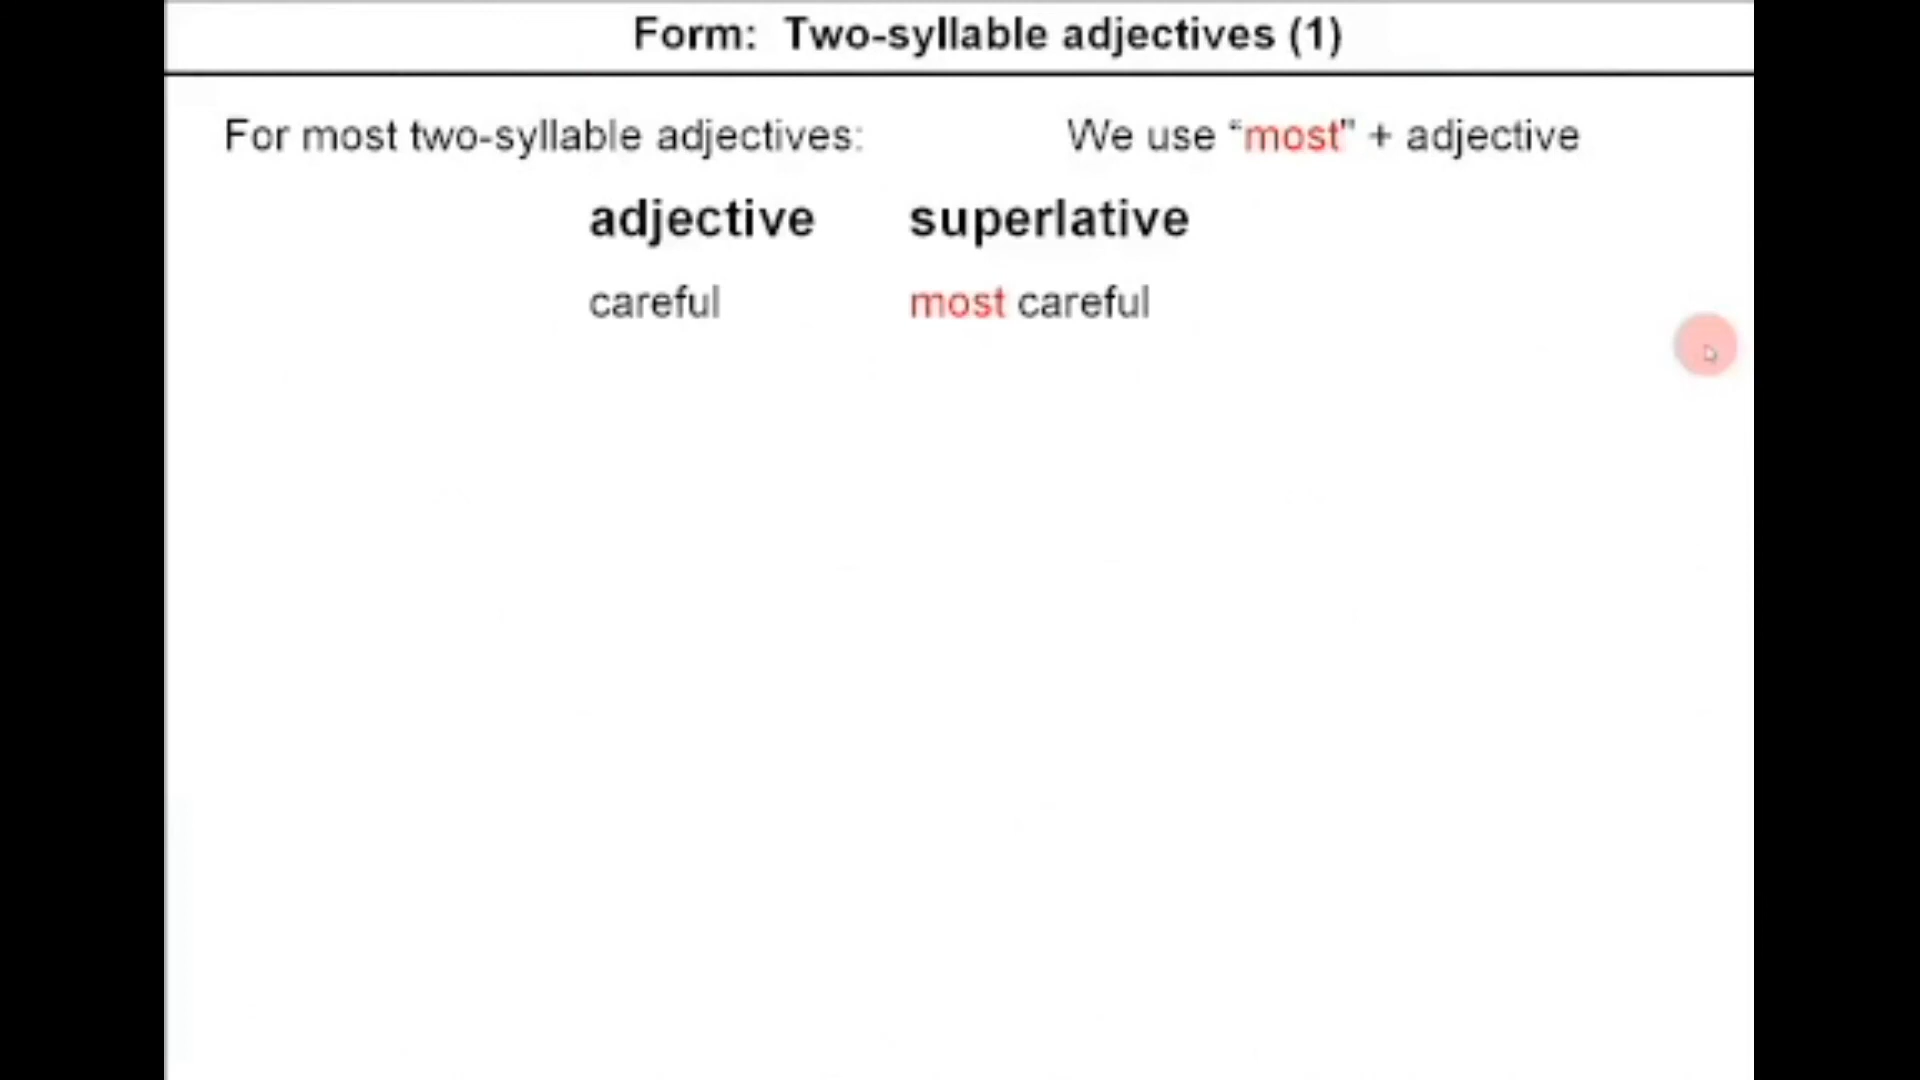 Form: Two-syllable adjectives (1)
For most two-syllable adjectives: We use “most” + adjective
adjective superlative
careful most careful